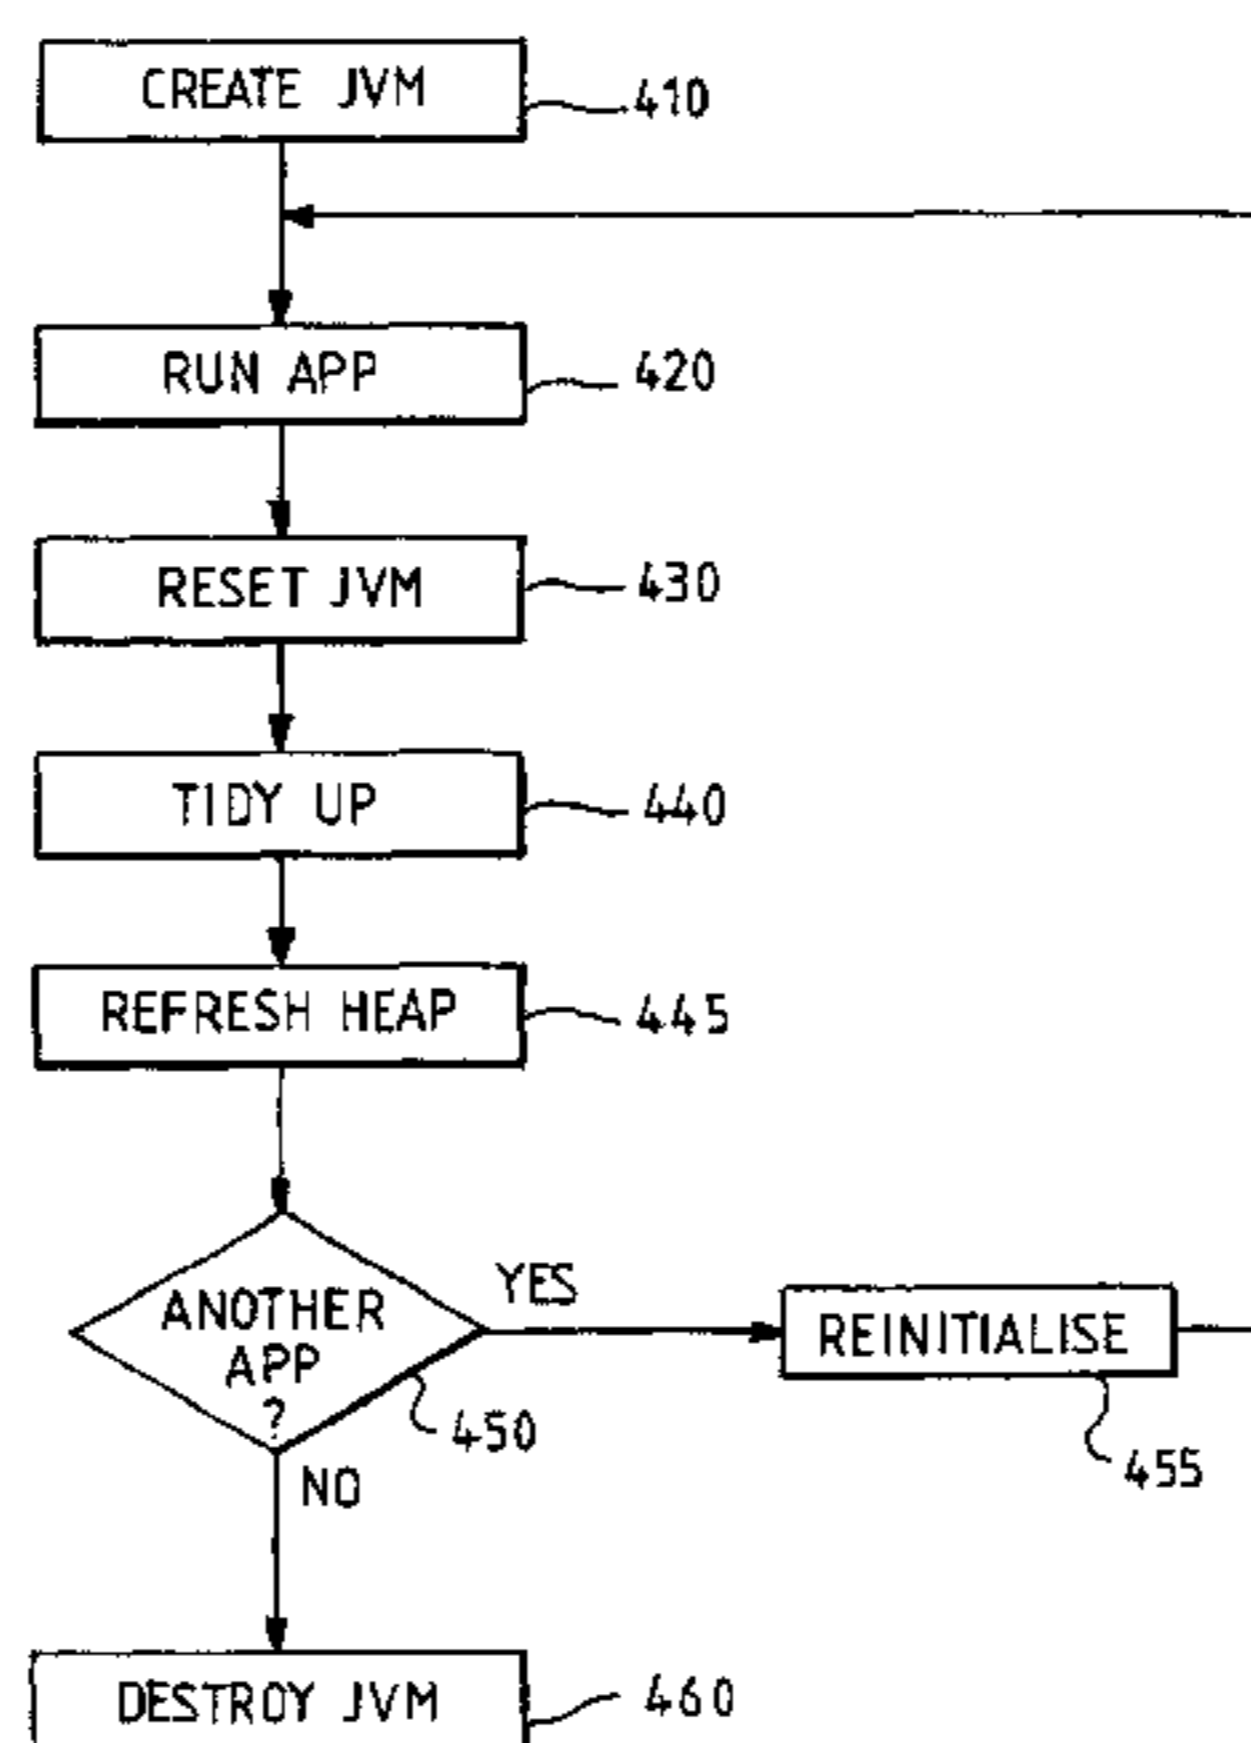 CREATE JVM
410
RUN APP
420
RESET JVM
430
TIDY UP
440
REFRESH HEAP
445
ANOTHER
APP
?
450
YES
REINITIALISE
455
NO
DESTROY JVM
460